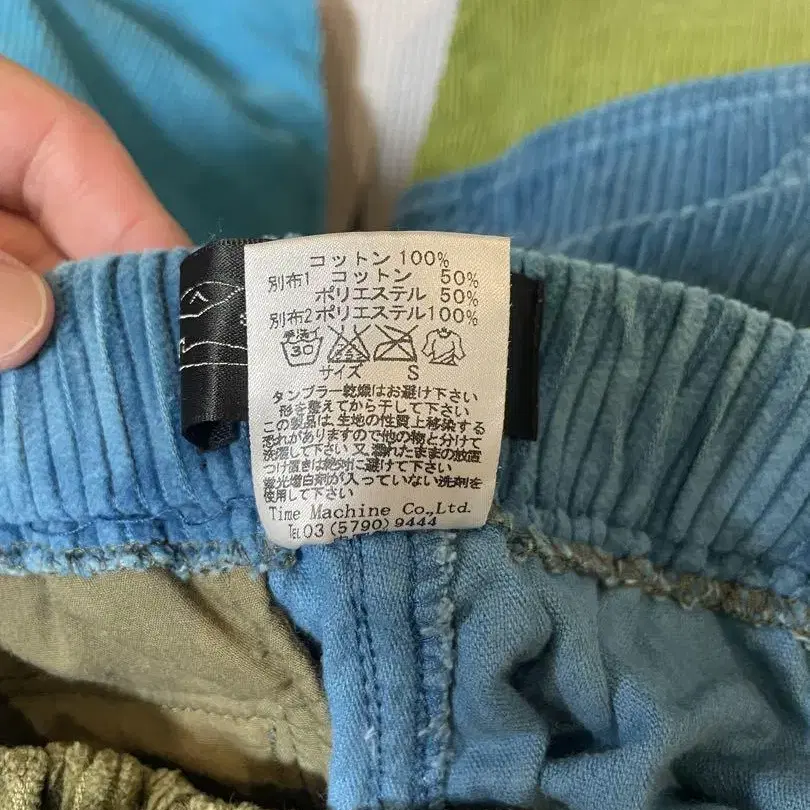 コットン 100%
別布1 コットン 50%
ポリエステル 50%
別布2 ポリエステル 100%
手洗イ
30
サイズ S
タンブラー乾燥はお避け下さい
形を整えてから干して下さい
この製品は、生地の性質上移染する
恐れがありますので他の物と分けて
洗濯して下さい 又、濡れたままの放置
つけ置きは絶対に避けて下さい
蛍光増白剤が入っていない洗剤を
使用して下さい
Time Machine Co.,Ltd.
TEL 03 (5790) 9444